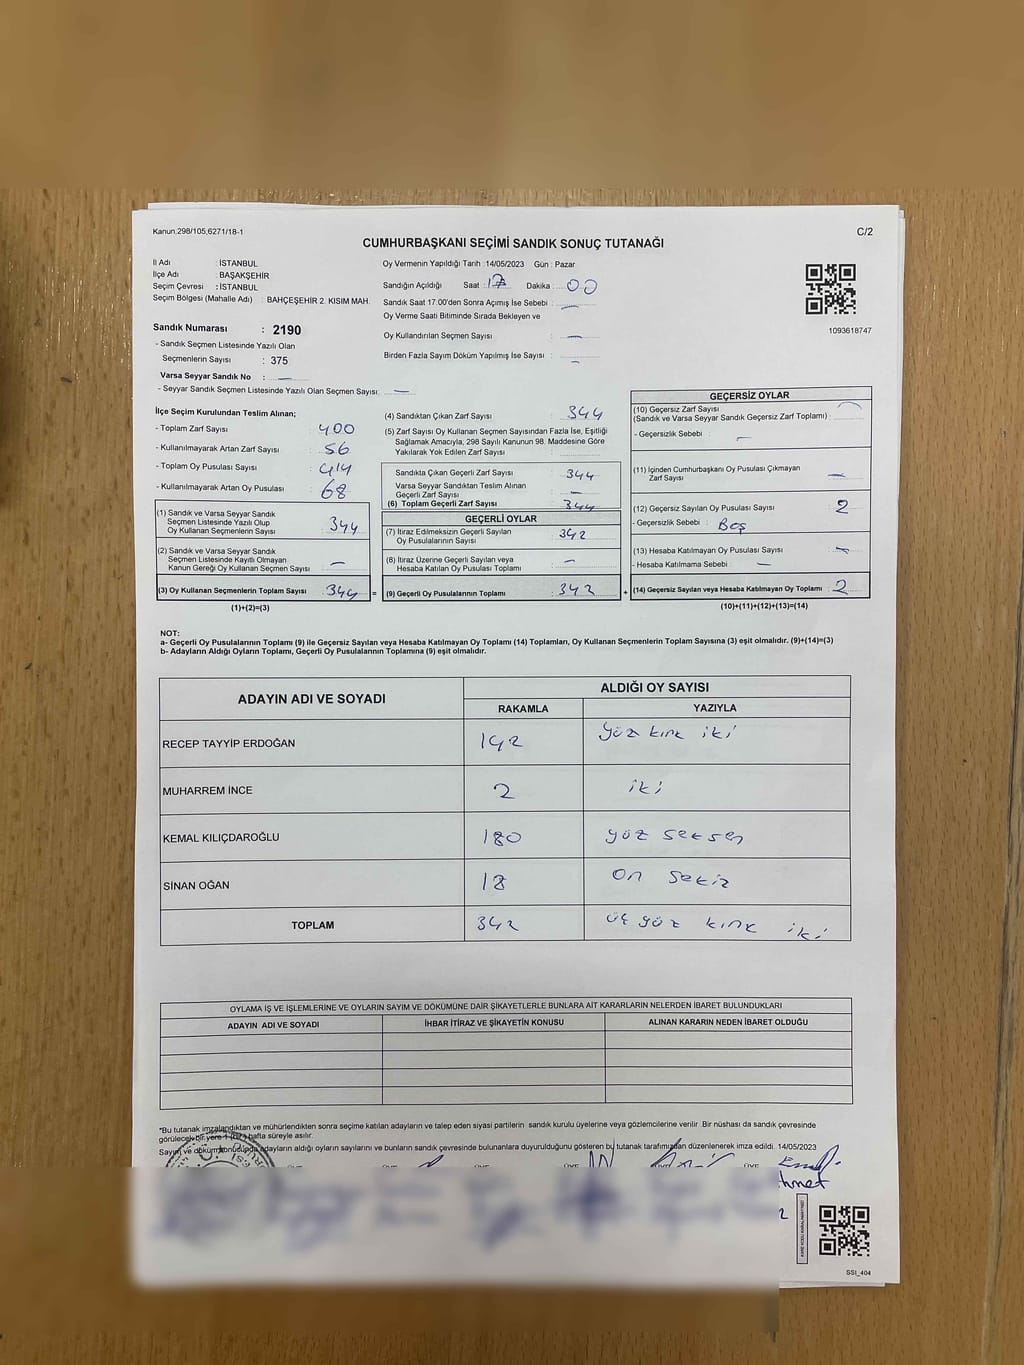 Kanun,298/105,6271/18-1
C/2
CUMHURBAŞKANI SEÇİMİ SANDIK SONUÇ TUTANAĞI
İl Adı : İSTANBUL
İlçe Adı : BAŞAKŞEHİR
Seçim Çevresi : İSTANBUL
Seçim Bölgesi (Mahalle Adı) : BAHÇEŞEHİR 2. KISIM MAH.
Oy Vermenin Yapıldığı Tarih :14/05/2023 Gün : Pazar
Sandığın Açıldığı Saat : 17 Dakika : 00
Sandık Saat 17.00'den Sonra Açımış İse Sebebi : —
Oy Verme Saati Bitiminde Sırada Bekleyen ve
Oy Kullandırılan Seçmen Sayısı : —
Birden Fazla Sayım Döküm Yapılmış İse Sayısı : —
1093618747
Sandık Numarası : 2190
- Sandık Seçmen Listesinde Yazılı Olan
Seçmenlerin Sayısı : 375
Varsa Seyyar Sandık No : —
- Seyyar Sandık Seçmen Listesinde Yazılı Olan Seçmen Sayısı : —
İlçe Seçim Kurulundan Teslim Alınan;
- Toplam Zarf Sayısı : 400
- Kullanılmayarak Artan Zarf Sayısı : 56
- Toplam Oy Pusulası Sayısı : 414
- Kullanılmayarak Artan Oy Pusulası : 68
(1) Sandık ve Varsa Seyyar Sandık
Seçmen Listesinde Yazılı Olup
Oy Kullanan Seçmenlerin Sayısı : 344
(2) Sandık ve Varsa Seyyar Sandık
Seçmen Listesinde Kayıtlı Olmayan
Kanun Gereği Oy Kullanan Seçmen Sayısı : —
(3) Oy Kullanan Seçmenlerin Toplam Sayısı : 344 =
(1)+(2)=(3)
(4) Sandıktan Çıkan Zarf Sayısı : 344
(5) Zarf Sayısı Oy Kullanan Seçmen Sayısından Fazla İse, Eşitliği
Sağlamak Amacıyla, 298 Sayılı Kanunun 98. Maddesine Göre
Yakılarak Yok Edilen Zarf Sayısı :
Sandıkta Çıkan Geçerli Zarf Sayısı : 344
Varsa Seyyar Sandıktan Teslim Alınan
Geçerli Zarf Sayısı : —
(6) Toplam Geçerli Zarf Sayısı : 344
GEÇERLİ OYLAR
(7) İtiraz Edilmeksizin Geçerli Sayılan
Oy Pusulalarının Sayısı : 342
(8) İtiraz Üzerine Geçerli Sayılan veya
Hesaba Katılan Oy Pusulası Toplamı : —
(9) Geçerli Oy Pusulalarının Toplamı : 342 +
GEÇERSİZ OYLAR
(10) Geçersiz Zarf Sayısı
(Sandık ve Varsa Seyyar Sandık Geçersiz Zarf Toplamı) : —
- Geçersizlik Sebebi : —
(11) İçinden Cumhurbaşkanı Oy Pusulası Çıkmayan
Zarf Sayısı : —
(12) Geçersiz Sayılan Oy Pusulası Sayısı : 2
- Geçersizlik Sebebi : Boş
(13) Hesaba Katılmayan Oy Pusulası Sayısı : —
- Hesaba Katılmama Sebebi : —
(14) Geçersiz Sayılan veya Hesaba Katılmayan Oy Toplamı : 2
(10)+(11)+(12)+(13)=(14)
NOT:
a- Geçerli Oy Pusulalarının Toplamı (9) ile Geçersiz Sayılan veya Hesaba Katılmayan Oy Toplamı (14) Toplamları, Oy Kullanan Seçmenlerin Toplam Sayısına (3) eşit olmalıdır. (9)+(14)=(3)
b- Adayların Aldığı Oyların Toplamı, Geçerli Oy Pusulalarının Toplamına (9) eşit olmalıdır.
ADAYIN ADI VE SOYADI
ALDIĞI OY SAYISI
RAKAMLA YAZIYLA
RECEP TAYYİP ERDOĞAN 142 yüz kırk iki
MUHARREM İNCE 2 iki
KEMAL KILIÇDAROĞLU 180 yüz seksen
SİNAN OĞAN 18 on sekiz
TOPLAM 342 üç yüz kırk iki
OYLAMA İŞ VE İŞLEMLERİNE VE OYLARIN SAYIM VE DÖKÜMÜNE DAİR ŞİKAYETLERLE BUNLARA AİT KARARLARIN NELERDEN İBARET BULUNDUKLARI
ADAYIN ADI VE SOYADI İHBAR İTİRAZ VE ŞİKAYETİN KONUSU ALINAN KARARIN NEDEN İBARET OLDUĞU
*Bu tutanak imzalandıktan ve mühürlendikten sonra seçime katılan adayların ve talep eden siyasi partilerin sandık kurulu üyelerine veya gözlemcilerine verilir. Bir nüshası da sandık çevresinde
görülecek bir yere 1 (bir) hafta süreyle asılır.
Sayım ve döküm sonucunda adayların aldığı oyların sayılarını ve bunların sandık çevresinde bulunanlara duyurulduğunu gösteren bu tutanak tarafımızdan düzenlenerek imza edildi. 14/05/2023
SSI_404